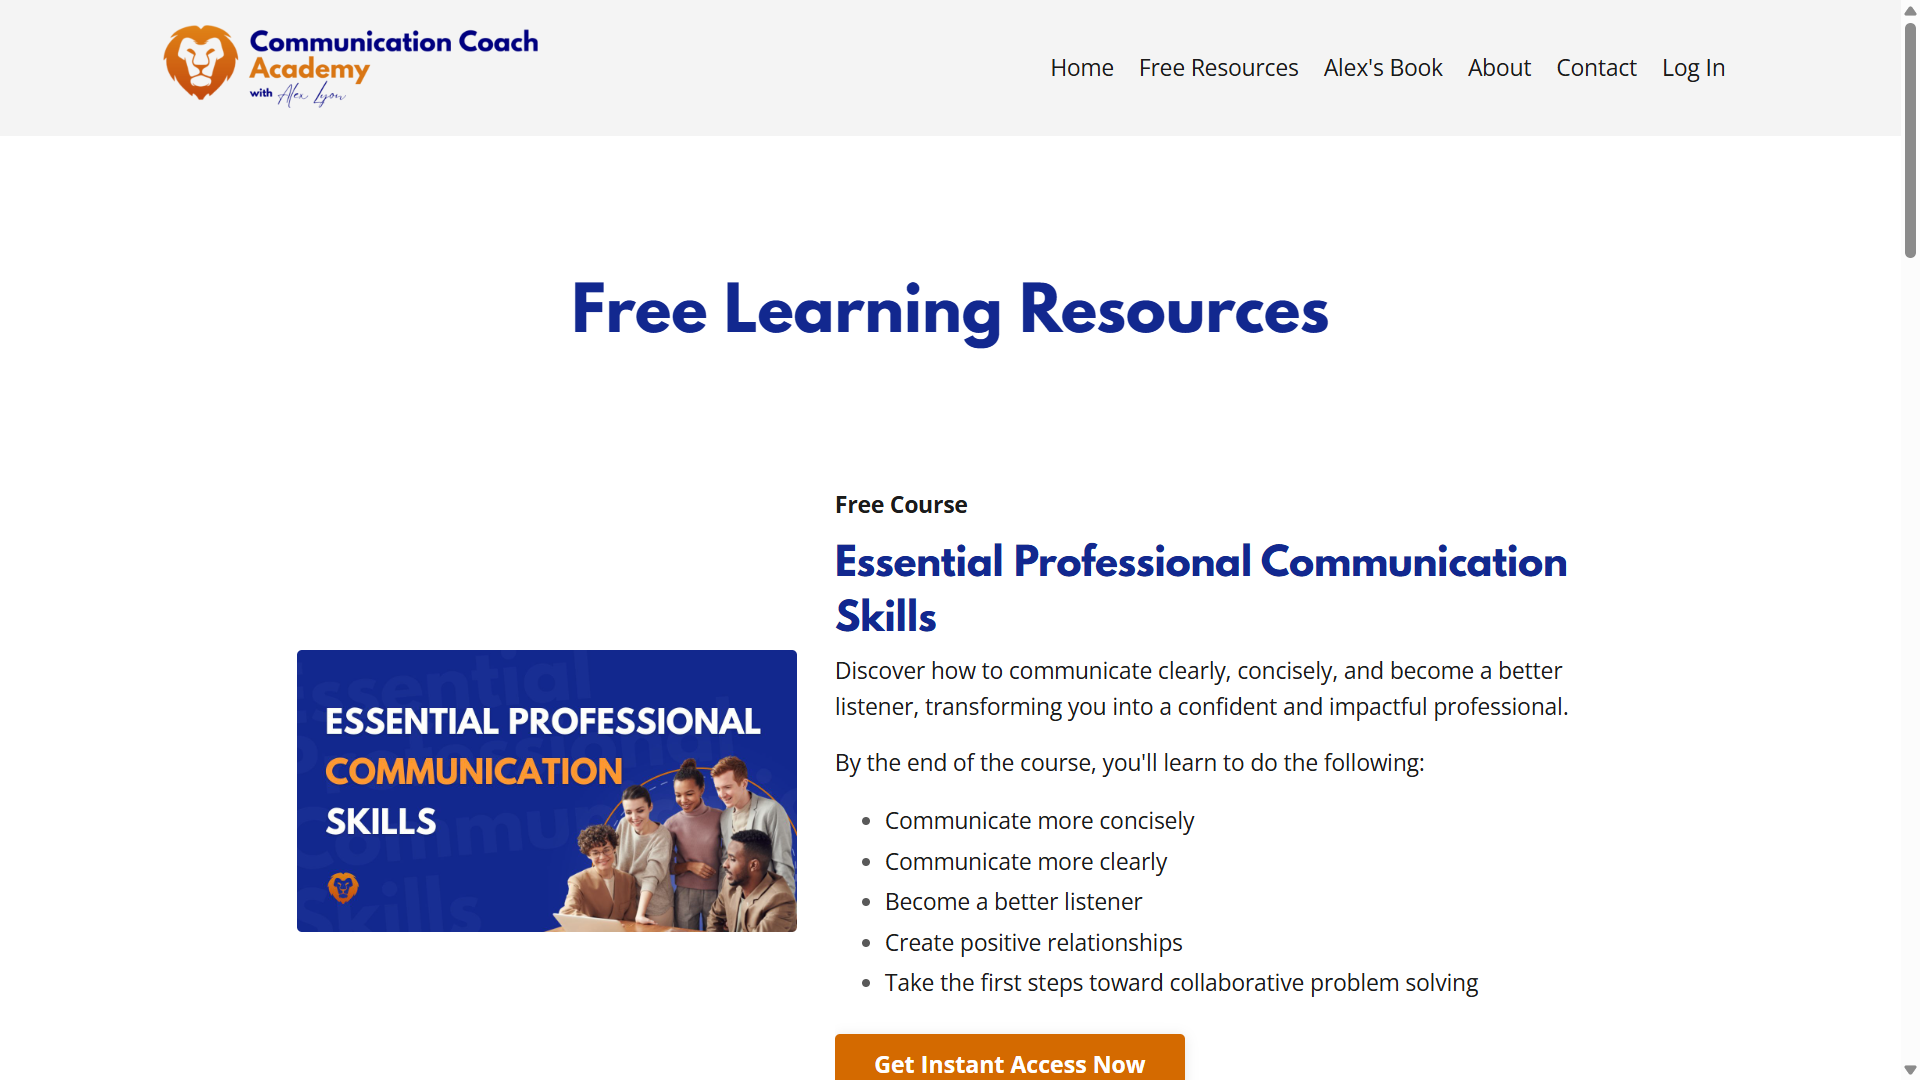 Communication Coach
Academy
with Alex Lyon
Home
Free Resources
Alex's Book
About
Contact
Log In
Free Learning Resources
Free Course
Essential Professional Communication
Skills
Discover how to communicate clearly, concisely, and become a better
listener, transforming you into a confident and impactful professional.
By the end of the course, you'll learn to do the following:
Communicate more concisely
Communicate more clearly
Become a better listener
Create positive relationships
Take the first steps toward collaborative problem solving
Get Instant Access Now
Essential
Professional
Communication
Skills
ESSENTIAL PROFESSIONAL
COMMUNICATION
SKILLS